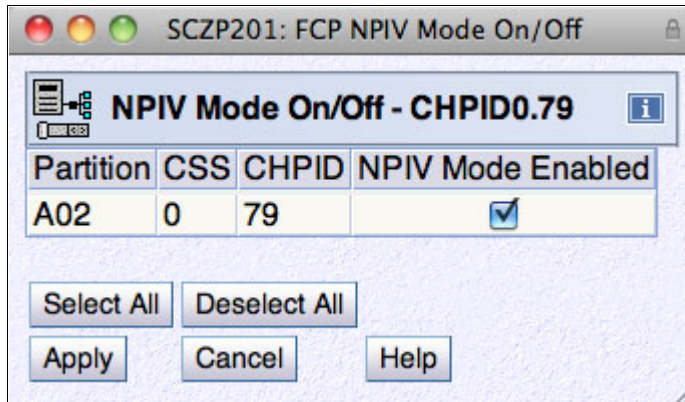 SCZP201: FCP NPIV Mode On/Off
NPIV Mode On/Off - CHPID0.79
i
Partition CSS CHPID NPIV Mode Enabled
A02 0 79
Select All Deselect All
Apply Cancel Help